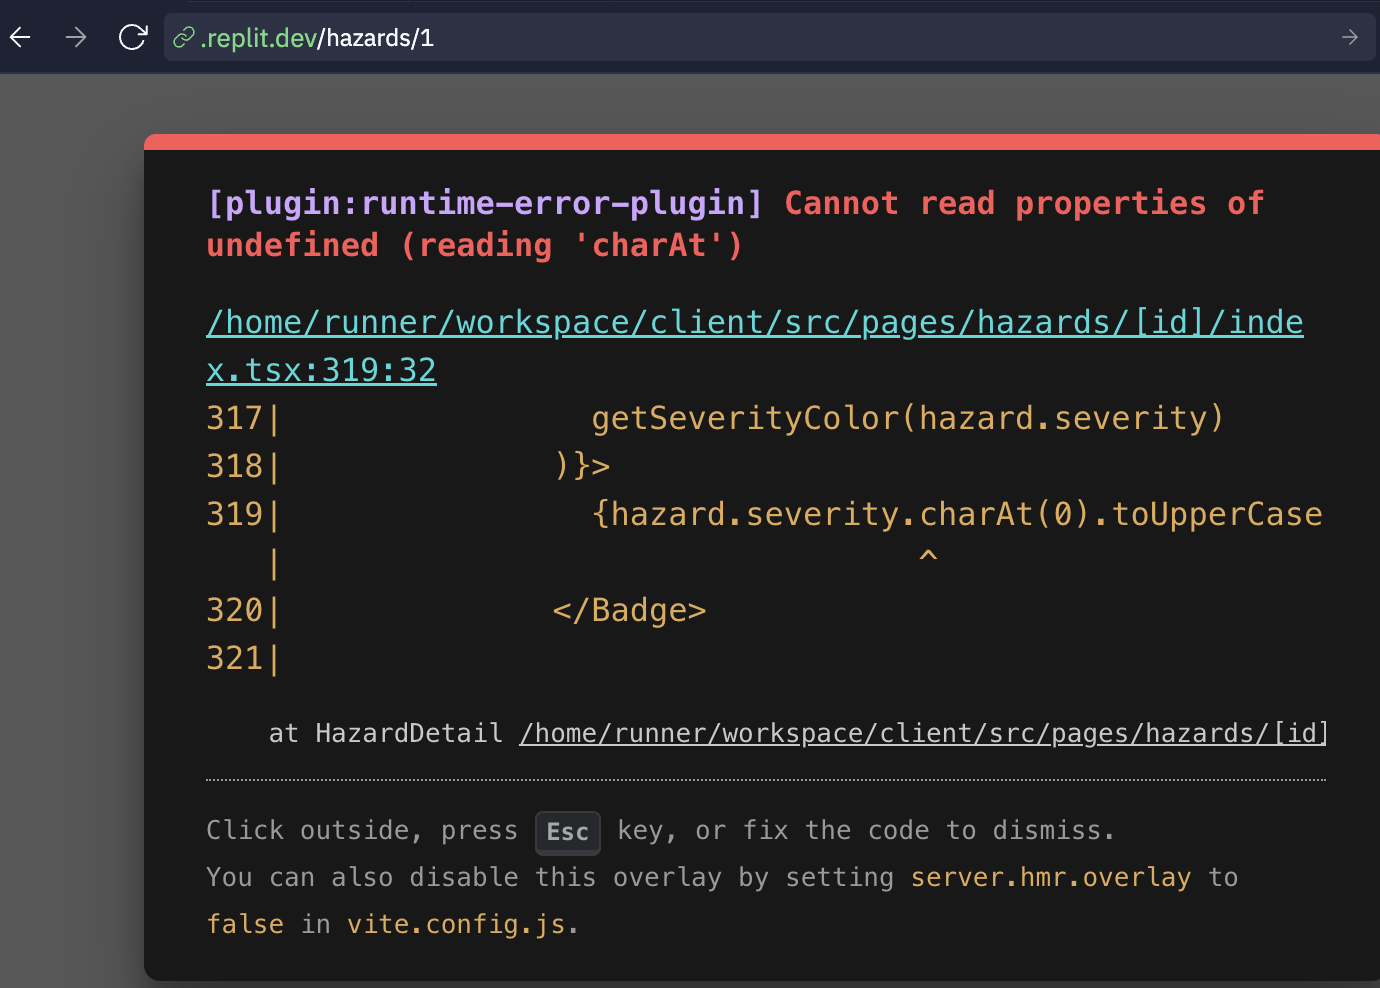 .replit.dev/hazards/1
[plugin:runtime-error-plugin] Cannot read properties of
undefined (reading 'charAt')
/home/runner/workspace/client/src/pages/hazards/[id]/inde
x.tsx:319:32
317|                getSeverityColor(hazard.severity)
318|              )}>
319|                {hazard.severity.charAt(0).toUpperCase
   |                                 ^
320|              </Badge>
321|
at HazardDetail /home/runner/workspace/client/src/pages/hazards/[id]
Click outside, press Esc key, or fix the code to dismiss.
You can also disable this overlay by setting server.hmr.overlay to
false in vite.config.js.